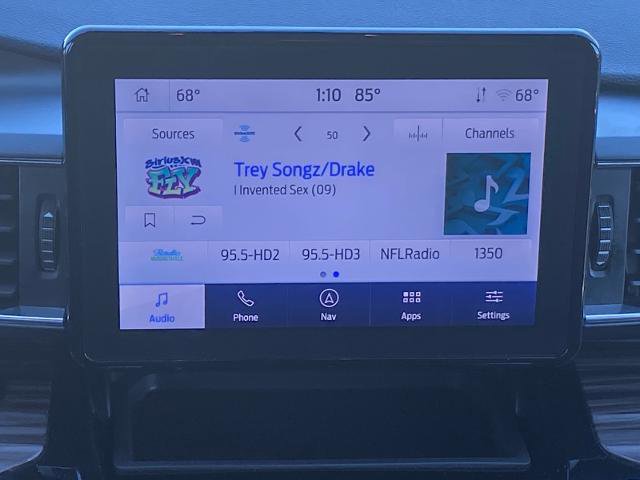 68° 1:10 85° 68°
Sources 50 Channels
SiriusXM
FLY
Trey Songz/Drake
I Invented Sex (09)
95.5-HD2 95.5-HD3 NFLRadio 1350
Audio Phone Nav Apps Settings